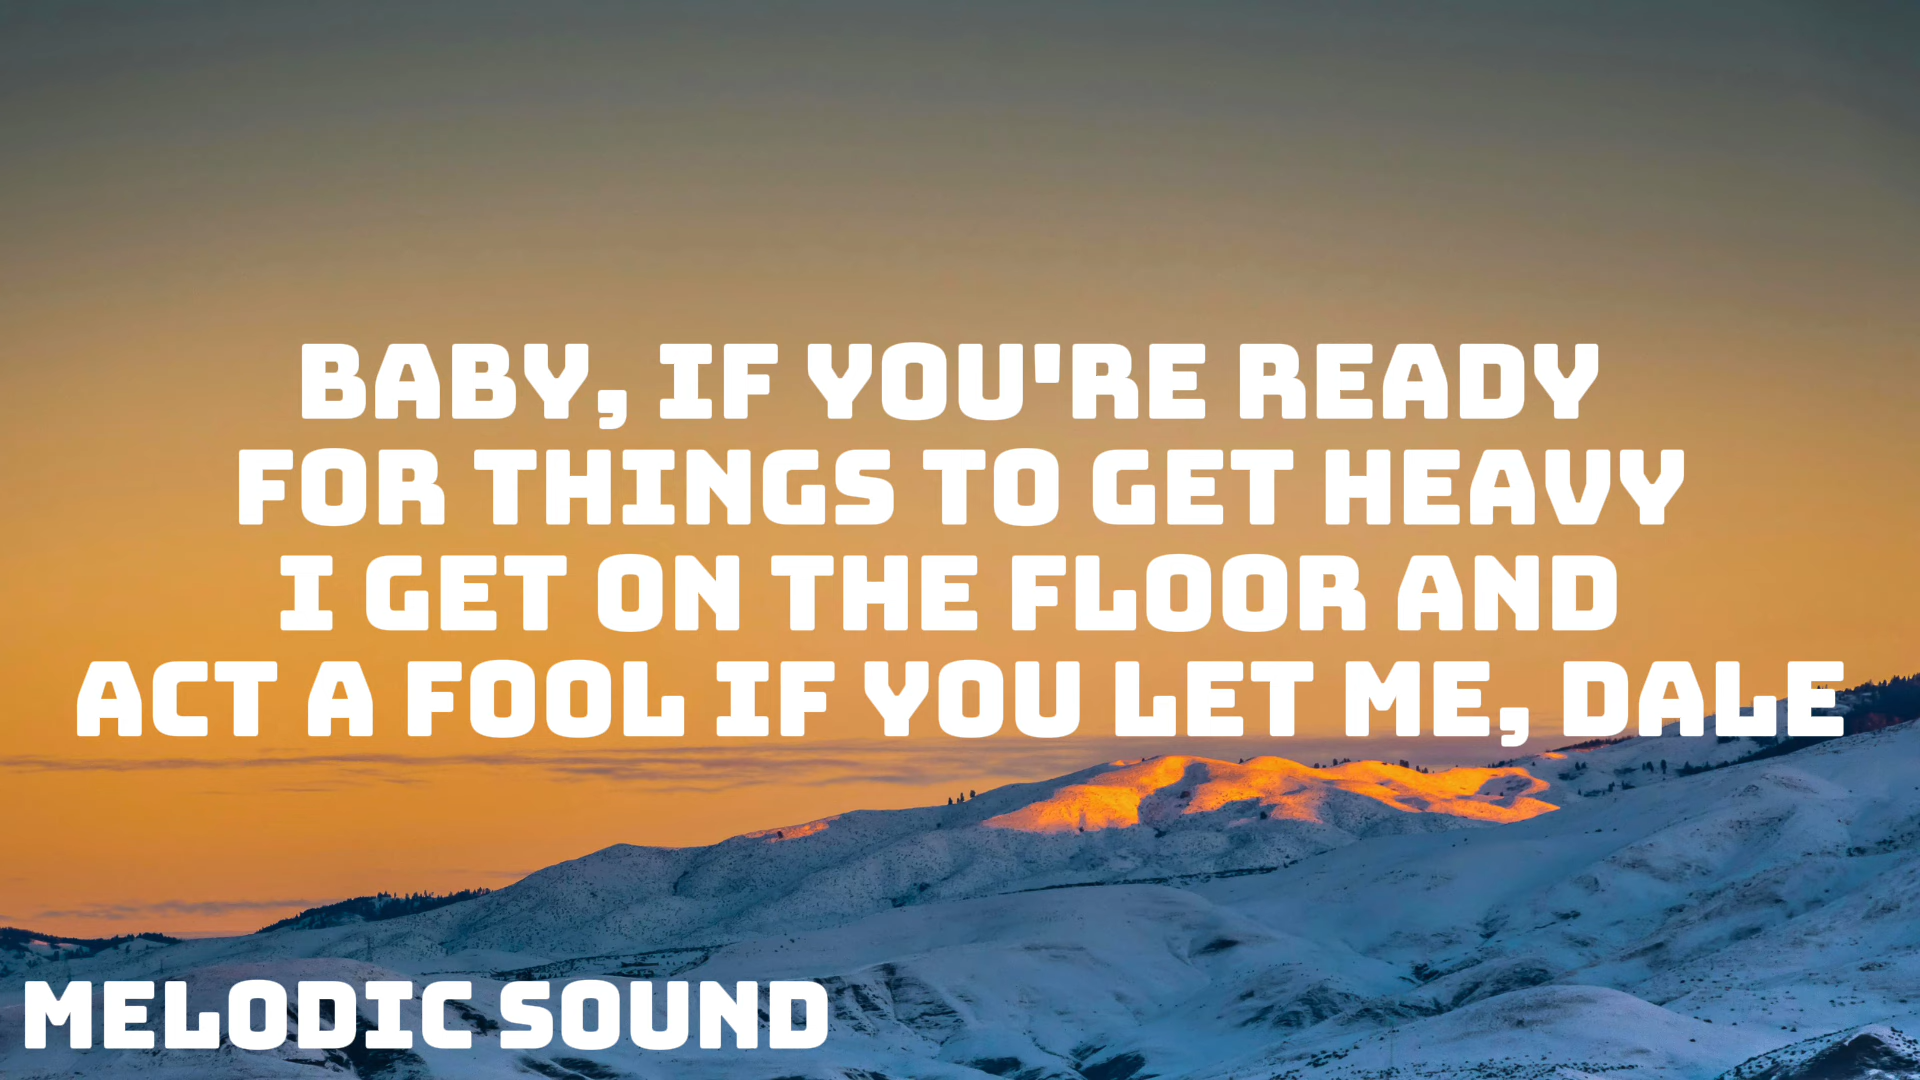 BABY, IF YOU'RE READY
FOR THINGS TO GET HEAVY
I GET ON THE FLOOR AND
ACT A FOOL IF YOU LET ME, DALE
MELODIC SOUND